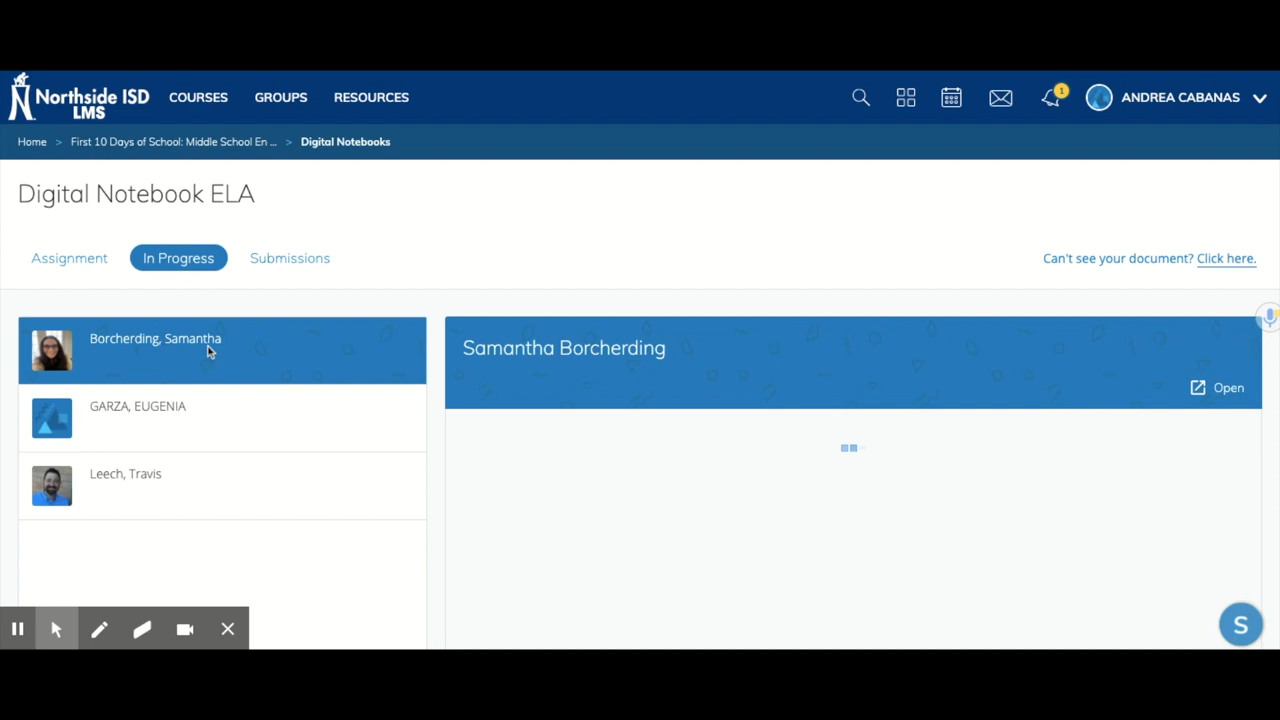 Northside ISD
LMS
COURSES GROUPS RESOURCES
1
ANDREA CABANAS
Home > First 10 Days of School: Middle School En ... > Digital Notebooks
Digital Notebook ELA
Assignment In Progress Submissions
Can't see your document? Click here.
Borcherding, Samantha
GARZA, EUGENIA
Leech, Travis
Samantha Borcherding
Open
S